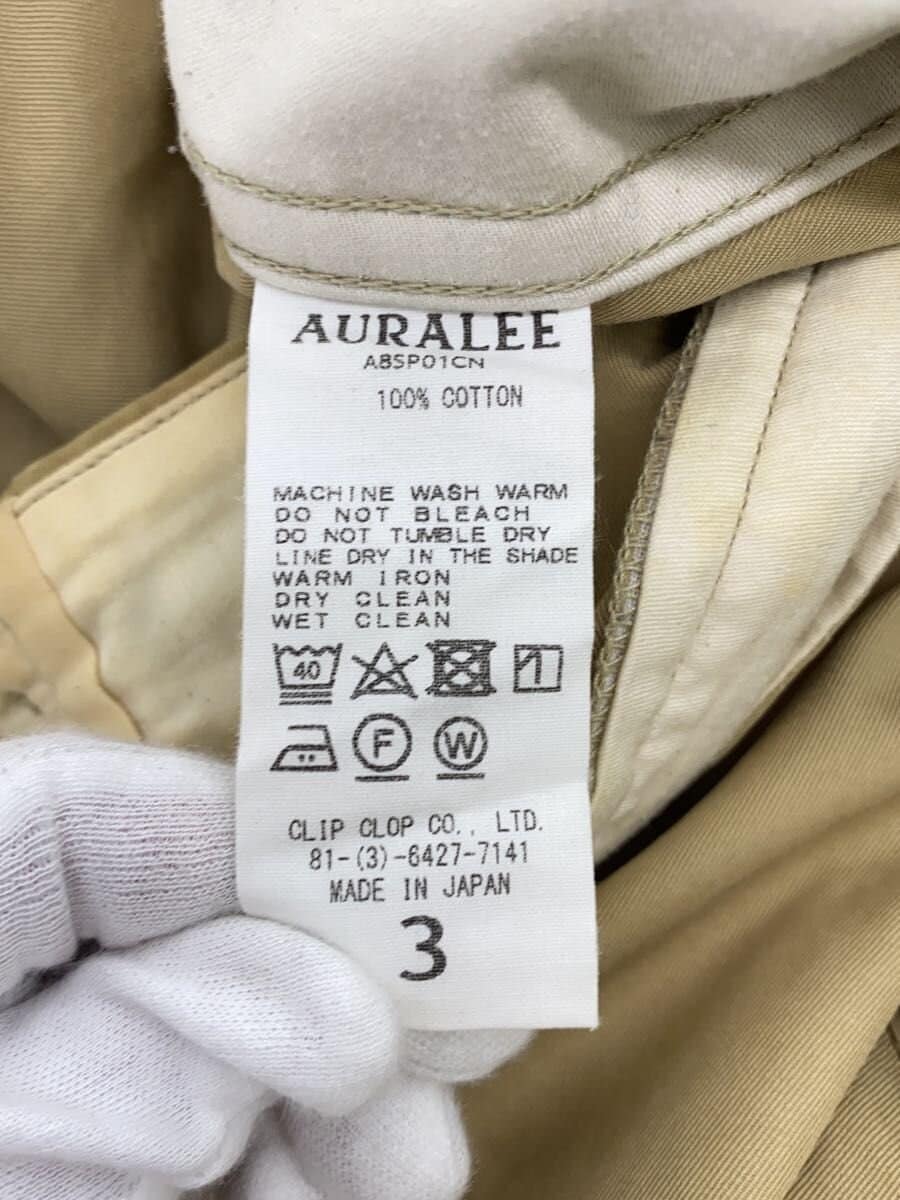 AURALEE
A8SP01CN
100% COTTON
MACHINE WASH WARM
DO NOT BLEACH
DO NOT TUMBLE DRY
LINE DRY IN THE SHADE
WARM IRON
DRY CLEAN
WET CLEAN
40
F W
CLIP CLOP CO., LTD.
81-(3)-6427-7141
MADE IN JAPAN
3